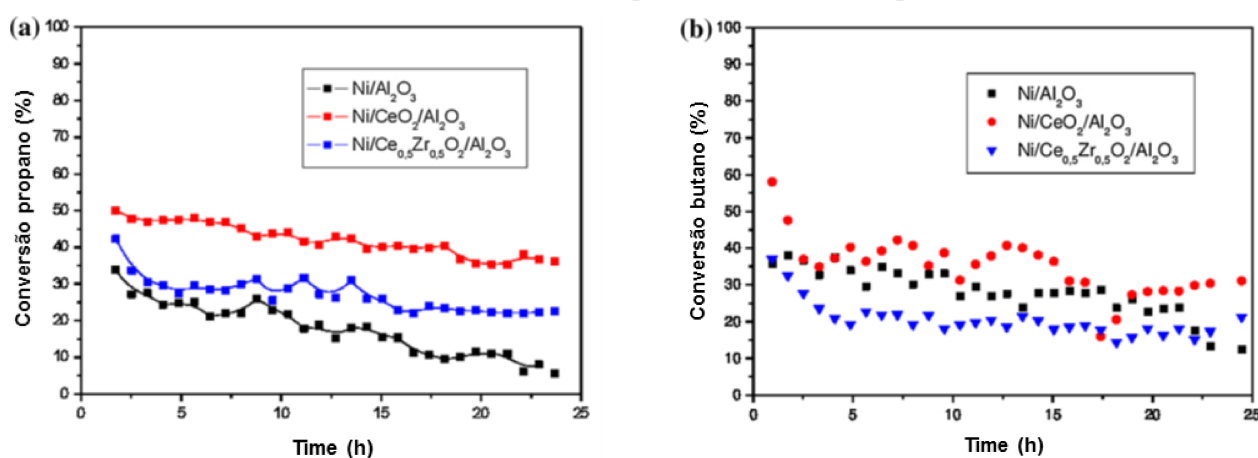 (a)
Conversão propano (%)
100
90
80
70
60
50
40
30
20
10
0
Ni/Al2O3
Ni/CeO2/Al2O3
Ni/Ce0,5Zr0,5O2/Al2O3
0 5 10 15 20 25
Time (h)
(b)
Conversão butano (%)
100
90
80
70
60
50
40
30
20
10
0
Ni/Al2O3
Ni/CeO2/Al2O3
Ni/Ce0,5Zr0,5O2/Al2O3
0 5 10 15 20 25
Time (h)